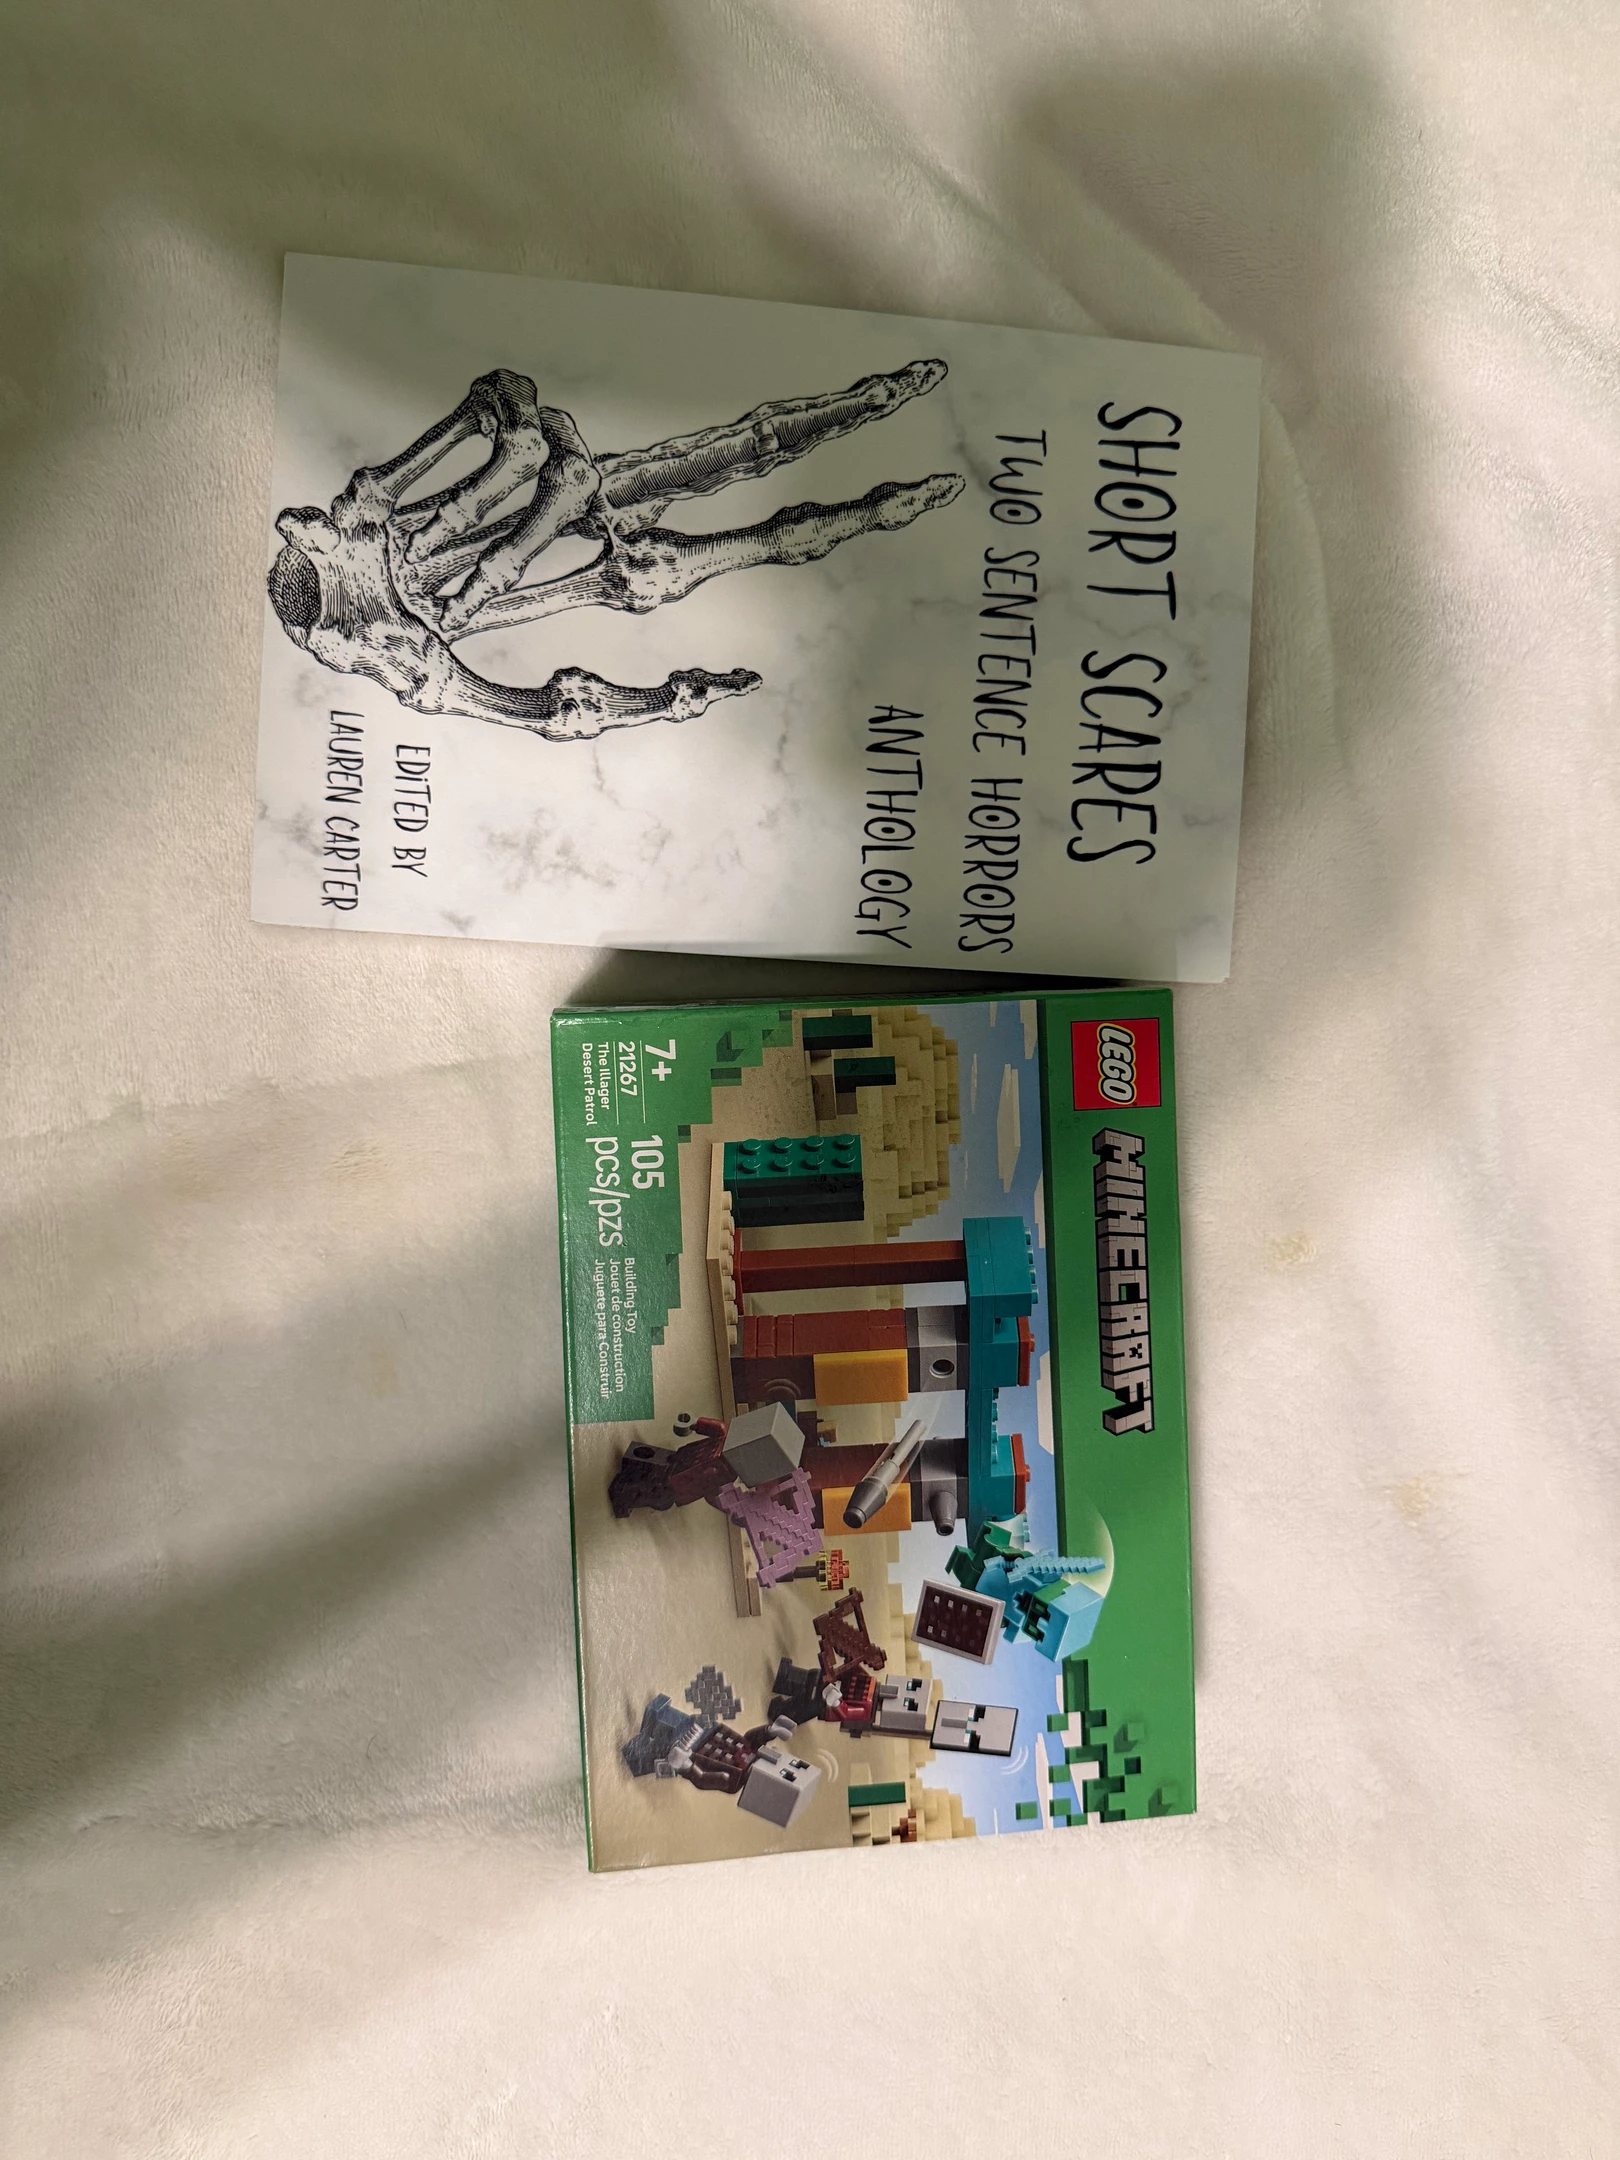 SHORT SCARES
TWO SENTENCE HORRORS
ANTHOLOGY
EDITED BY
LAUREN CARTER
LEGO
MINECRAFT
7+
21267
The Illager
Desert Patrol
105
pcs/pzs
Building Toy
Jouet de construction
Juguete para Construir